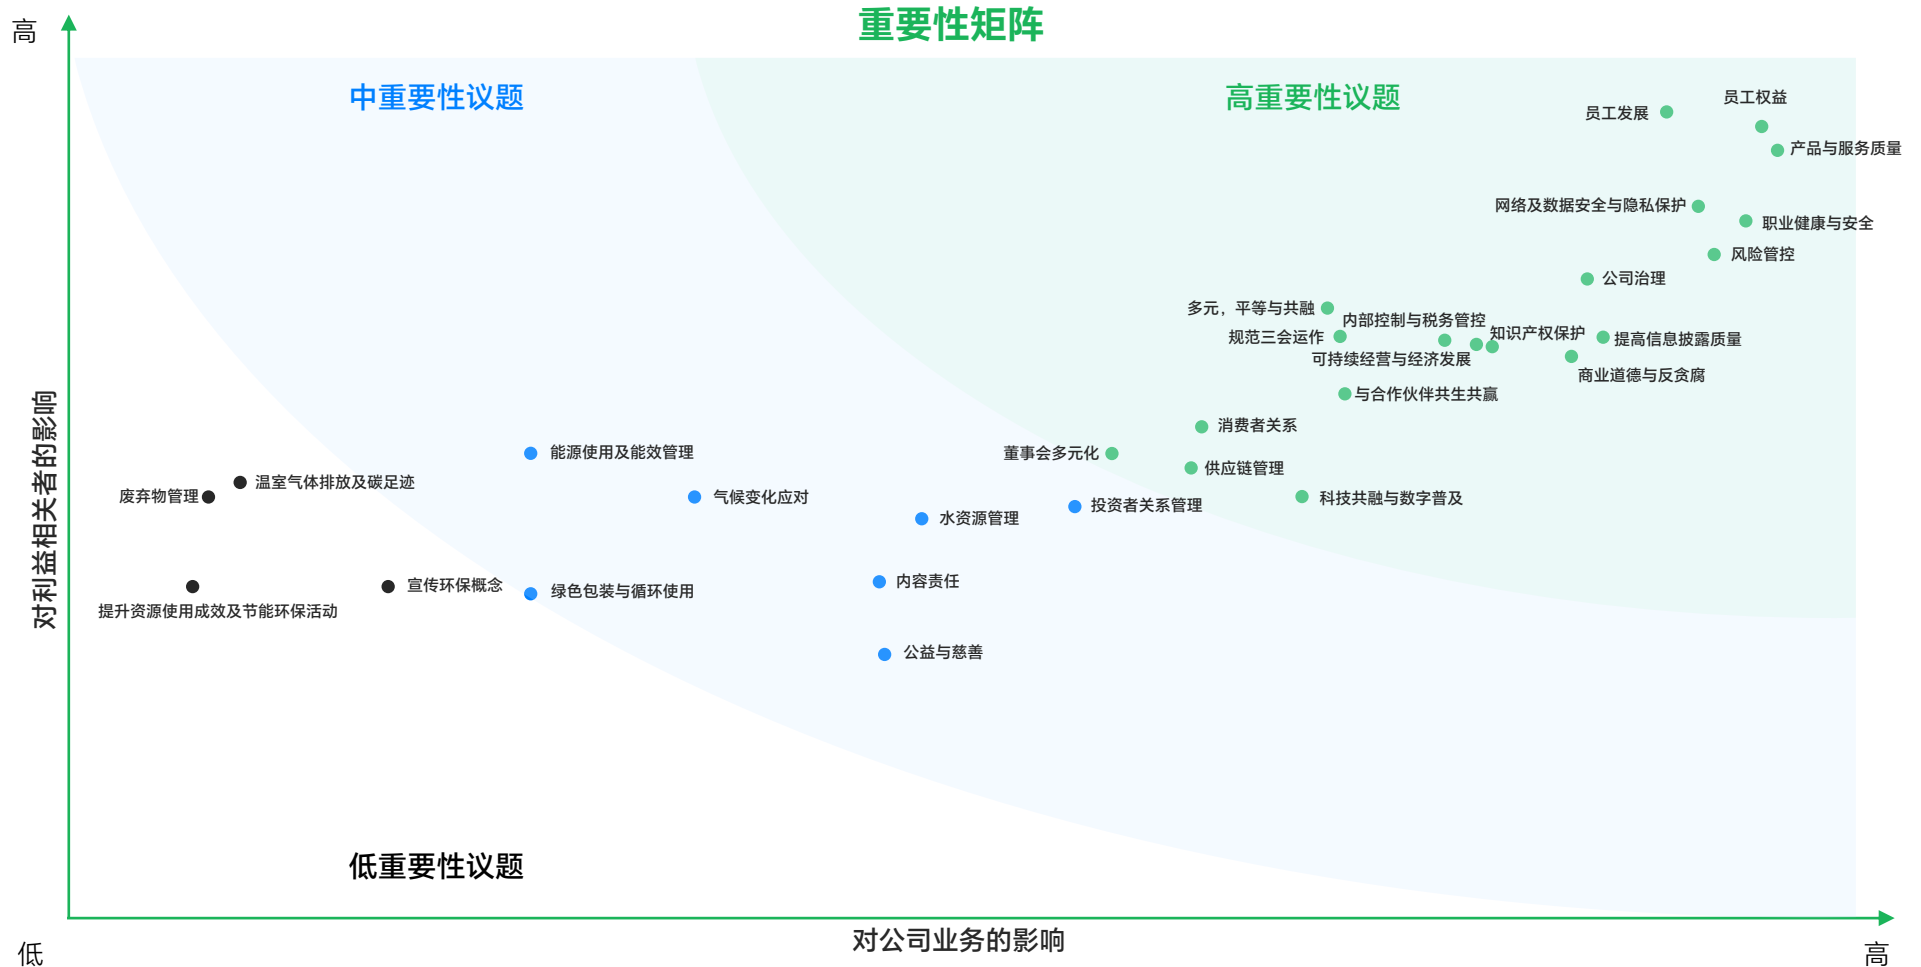 重要性矩阵
高
中重要性议题
高重要性议题
员工权益
员工发展
产品与服务质量
网络及数据安全与隐私保护
职业健康与安全
风险管控
公司治理
多元，平等与共融
内部控制与税务管控
规范三会运作
知识产权保护
提高信息披露质量
可持续经营与经济发展
商业道德与反贪腐
与合作伙伴共生共赢
消费者关系
董事会多元化
供应链管理
科技共融与数字普及
能源使用及能效管理
温室气体排放及碳足迹
废弃物管理
气候变化应对
水资源管理
投资者关系管理
内容责任
宣传环保概念
绿色包装与循环使用
提升资源使用成效及节能环保活动
公益与慈善
对利益相关者的影响
低重要性议题
对公司业务的影响
低
高